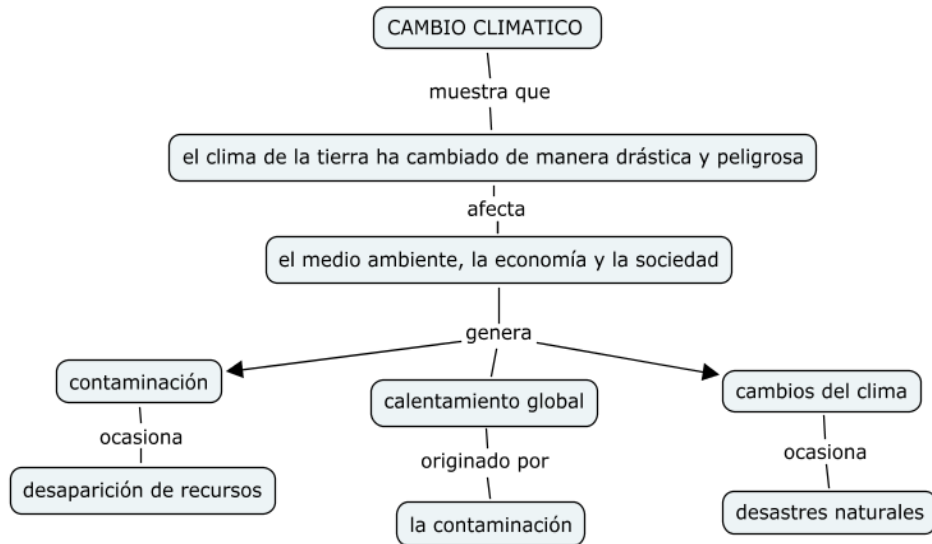 CAMBIO CLIMATICO
muestra que
el clima de la tierra ha cambiado de manera drástica y peligrosa
afecta
el medio ambiente, la economía y la sociedad
genera
contaminación
calentamiento global
cambios del clima
ocasiona
originado por
ocasiona
desaparición de recursos
la contaminación
desastres naturales